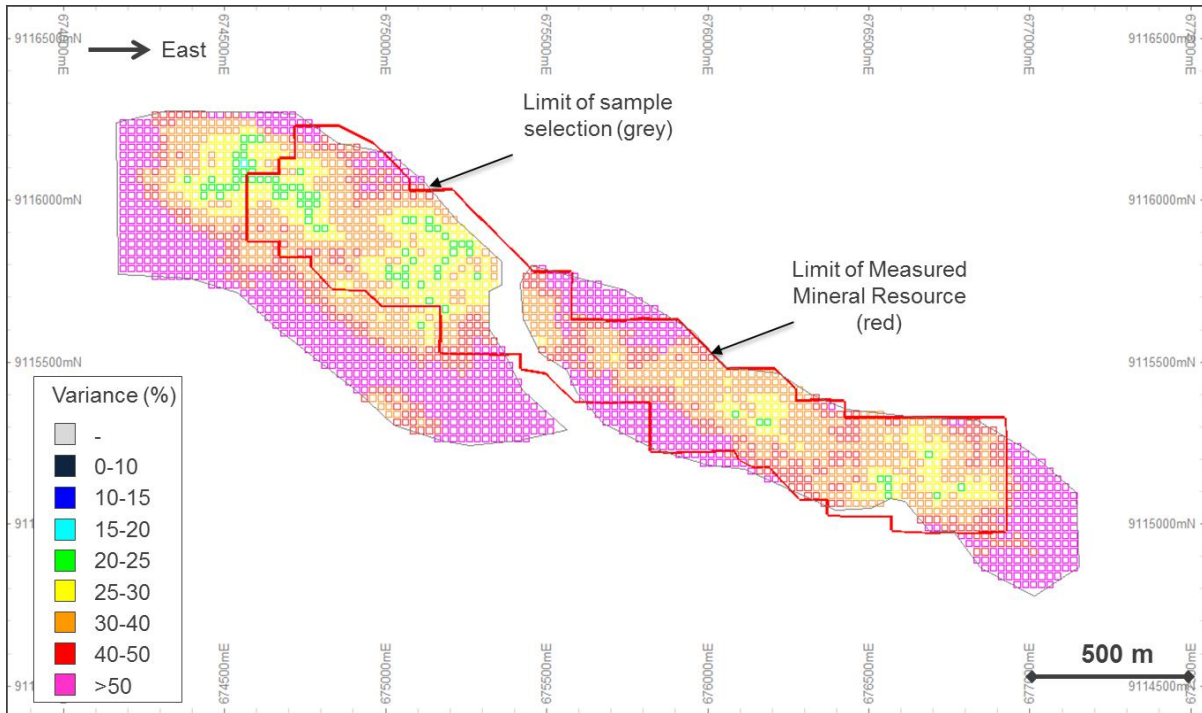 674000mE
674500mE
675000mE
675500mE
676000mE
676500mE
677000mE
9116500mN
9116500mN
East
Limit of sample
selection (grey)
9116000mN
9116000mN
Limit of Measured
Mineral Resource
(red)
9115500mN
9115500mN
Variance (%)
-
0-10
10-15
15-20
20-25
25-30
30-40
40-50
>50
9115000mN
500 m
9114500mN
674500mE
675000mE
675500mE
676000mE
676500mE